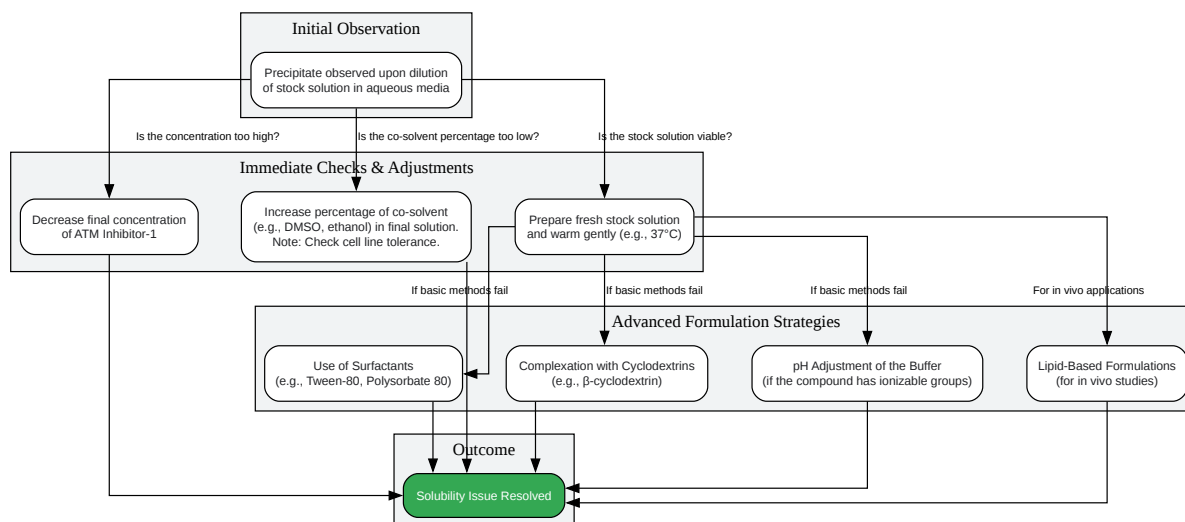 Initial Observation
Precipitate observed upon dilution
of stock solution in aqueous media
Is the concentration too high?
Is the co-solvent percentage too low?
Is the stock solution viable?
Immediate Checks & Adjustments
Decrease final concentration
of ATM Inhibitor-1
Increase percentage of co-solvent
(e.g., DMSO, ethanol) in final solution.
Note: Check cell line tolerance.
Prepare fresh stock solution
and warm gently (e.g., 37°C)
If basic methods fail
If basic methods fail
If basic methods fail
For in vivo applications
Advanced Formulation Strategies
Use of Surfactants
(e.g., Tween-80, Polysorbate 80)
Complexation with Cyclodextrins
(e.g., β-cyclodextrin)
pH Adjustment of the Buffer
(if the compound has ionizable groups)
Lipid-Based Formulations
(for in vivo studies)
Outcome
Solubility Issue Resolved